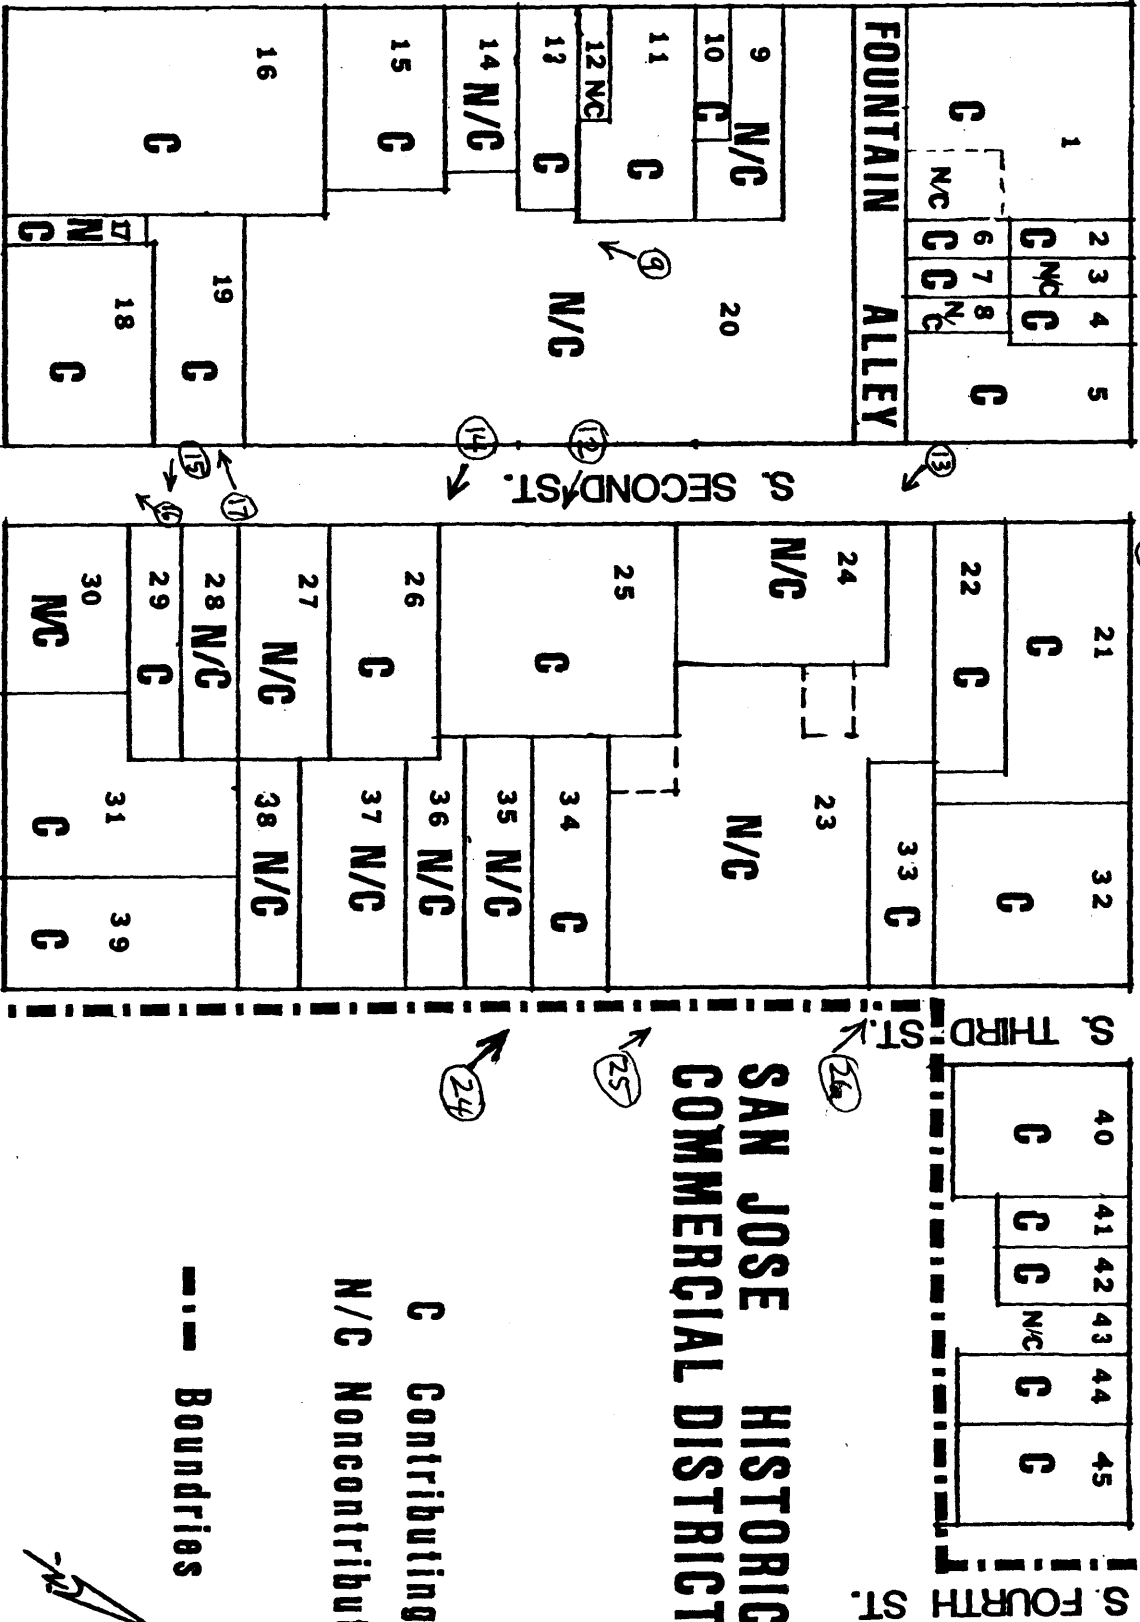 FOUNTAIN ALLEY
1
C
N/C
2
C
3
N/C
4
C
5
C
6
C
7
C
8
N/C
9
N/C
10
C
11
C
12 N/C
C
14 N/C
15
C
16
C
17
N
C
18
C
19
C
20
N/C
9
12
13
14
15
16
17
S. SECOND ST.
21
C
22
C
23
N/C
24
N/C
25
C
26
C
27
N/C
28 N/C
29
C
30
N/C
31
C
32
C
33 C
34
C
35 N/C
36 N/C
37 N/C
38 N/C
39
C
S. THIRD ST.
24
25
26a
40
C
41
C
42
C
43
N/C
44
C
45
C
S. FOURTH ST.
SAN JOSE HISTORIC
COMMERCIAL DISTRICT
C Contributing
N/C Noncontribut
Boundries
N